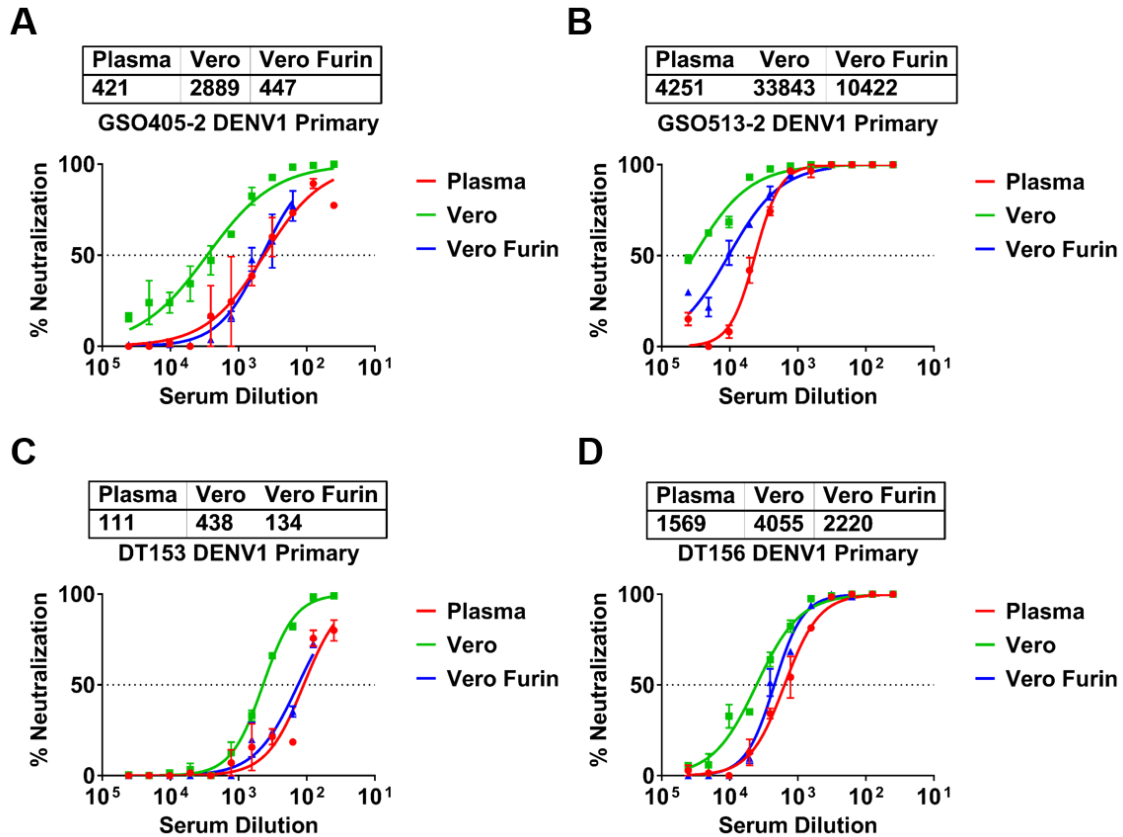 A
Plasma Vero Vero Furin
421 2889 447
GSO405-2 DENV1 Primary
100
50
0
% Neutralization
10⁵ 10⁴ 10³ 10² 10¹
Serum Dilution
Plasma
Vero
Vero Furin
B
Plasma Vero Vero Furin
4251 33843 10422
GSO513-2 DENV1 Primary
100
50
0
% Neutralization
10⁵ 10⁴ 10³ 10² 10¹
Serum Dilution
Plasma
Vero
Vero Furin
C
Plasma Vero Vero Furin
111 438 134
DT153 DENV1 Primary
100
50
0
% Neutralization
10⁵ 10⁴ 10³ 10² 10¹
Serum Dilution
Plasma
Vero
Vero Furin
D
Plasma Vero Vero Furin
1569 4055 2220
DT156 DENV1 Primary
100
50
0
% Neutralization
10⁵ 10⁴ 10³ 10² 10¹
Serum Dilution
Plasma
Vero
Vero Furin